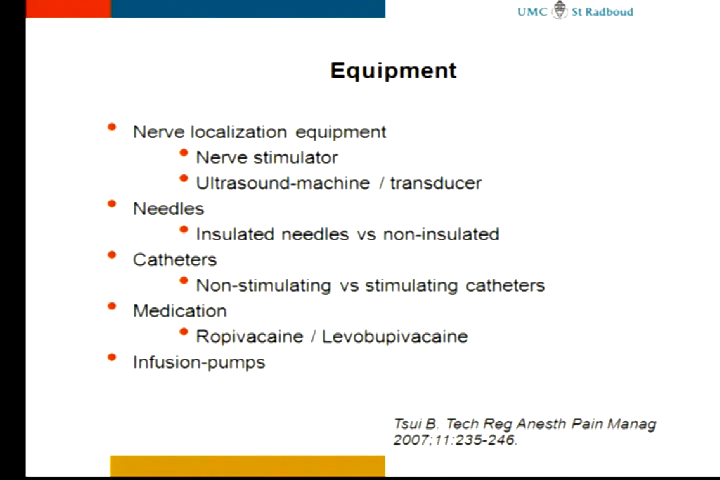 UMC St Radboud
Equipment
Nerve localization equipment
Nerve stimulator
Ultrasound-machine / transducer
Needles
Insulated needles vs non-insulated
Catheters
Non-stimulating vs stimulating catheters
Medication
Ropivacaine / Levobupivacaine
Infusion-pumps
Tsui B. Tech Reg Anesth Pain Manag
2007;11:235-246.